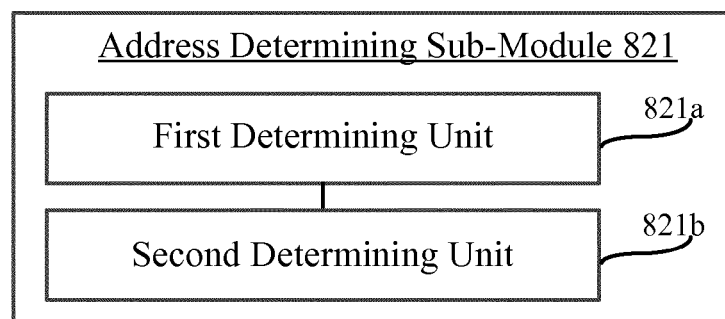 Address Determining Sub-Module 821
First Determining Unit
821a
Second Determining Unit
821b